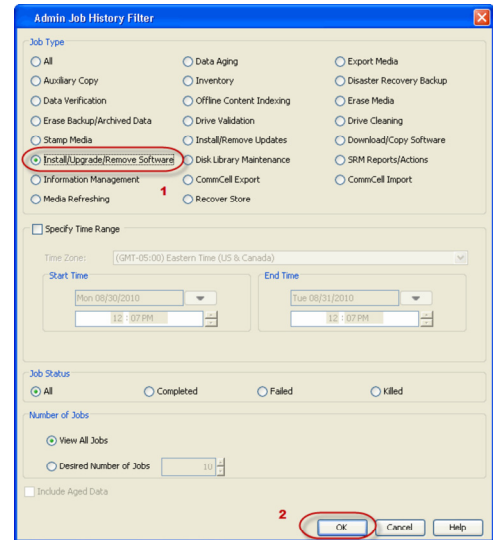 Admin Job History Filter
Job Type
All
Data Aging
Export Media
Auxiliary Copy
Inventory
Disaster Recovery Backup
Data Verification
Offline Content Indexing
Erase Media
Erase Backup/Archived Data
Drive Validation
Drive Cleaning
Stamp Media
Install/Remove Updates
Download/Copy Software
Install/Upgrade/Remove Software
Disk Library Maintenance
SRM Reports/Actions
Information Management
1
CommCell Export
CommCell Import
Media Refreshing
Recover Store
Specify Time Range
Time Zone:
(GMT-05:00) Eastern Time (US & Canada)
Start Time
End Time
Mon 08/30/2010
Tue 08/31/2010
12 : 07 PM
12 : 07 PM
Job Status
All
Completed
Failed
Killed
Number of Jobs
View All Jobs
Desired Number of Jobs
10
Include Aged Data
2
OK
Cancel
Help